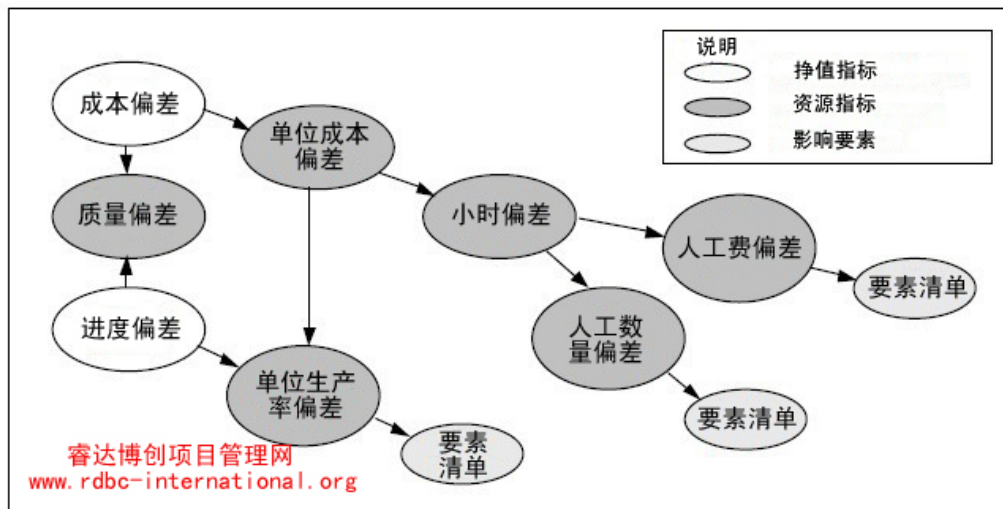 说明
挣值指标
资源指标
影响要素
成本偏差
单位成本
偏差
质量偏差
小时偏差
人工费偏差
要素清单
进度偏差
人工数
量偏差
单位生产
率偏差
要素清单
要素
清单
睿达博创项目管理网
www.rdbc-international.org